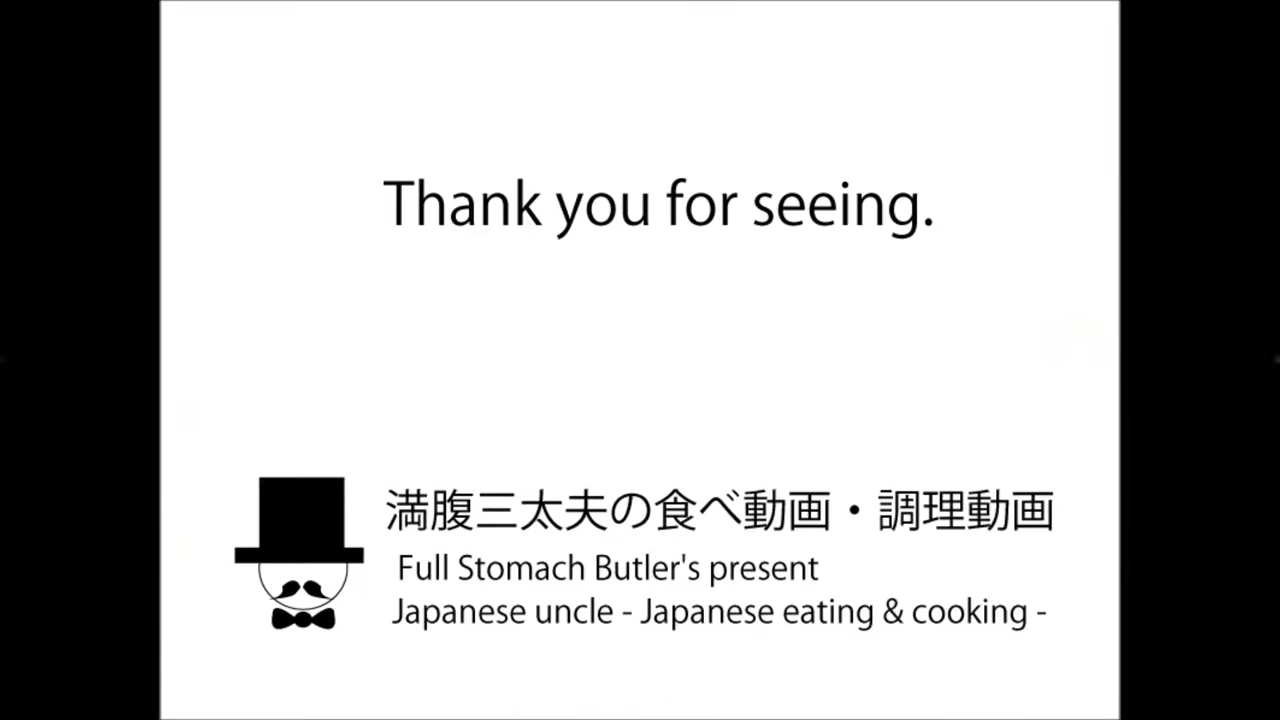 Thank you for seeing.
満腹三太夫の食べ動画・調理動画
Full Stomach Butler's present
Japanese uncle - Japanese eating & cooking -